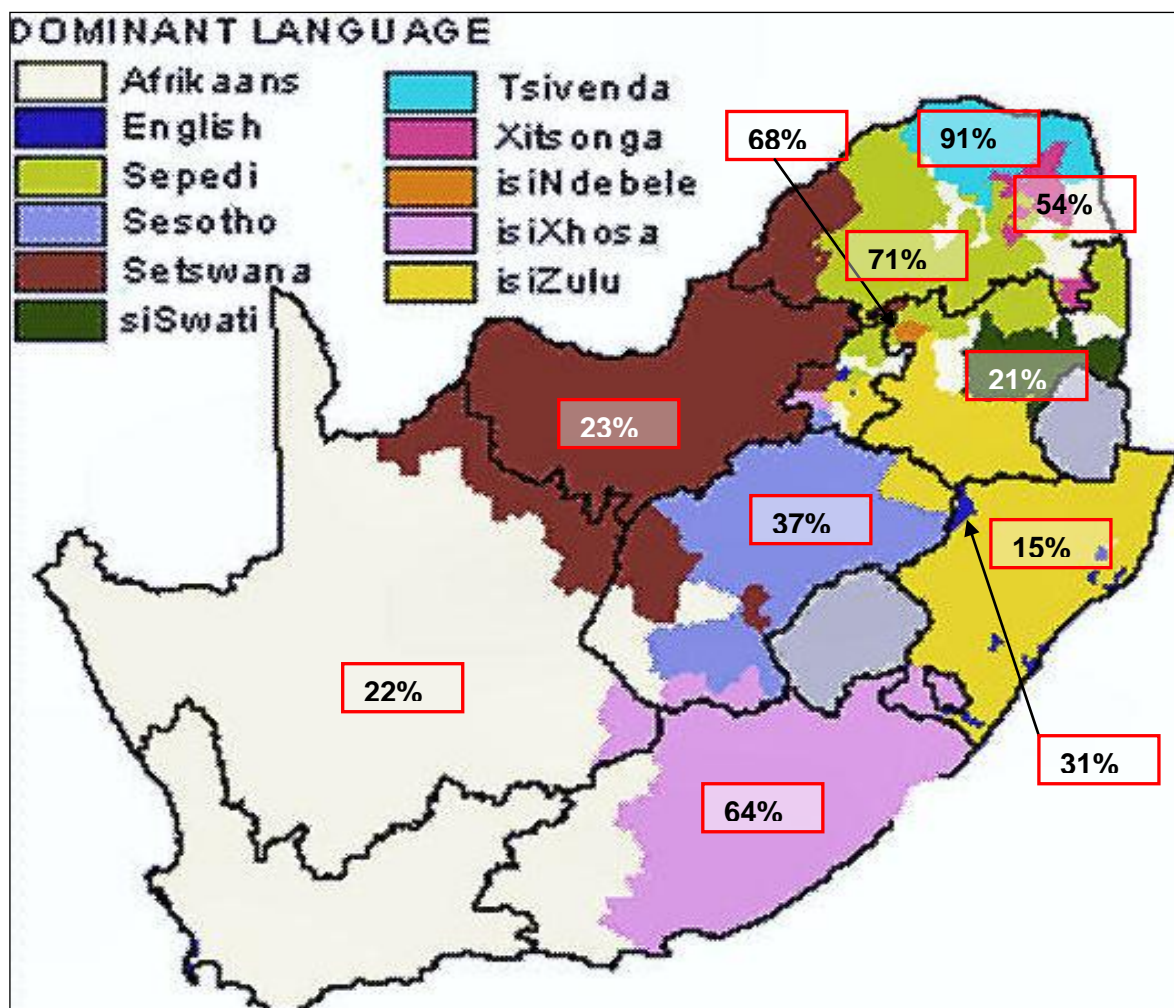 DOMINANT LANGUAGE
Afrikaans
English
Sepedi
Sesotho
Setswana
siSwati
Tsivenda
Xitsonga
isiNdebele
isiXhosa
isiZulu
68%
91%
54%
71%
21%
23%
37%
15%
22%
31%
64%